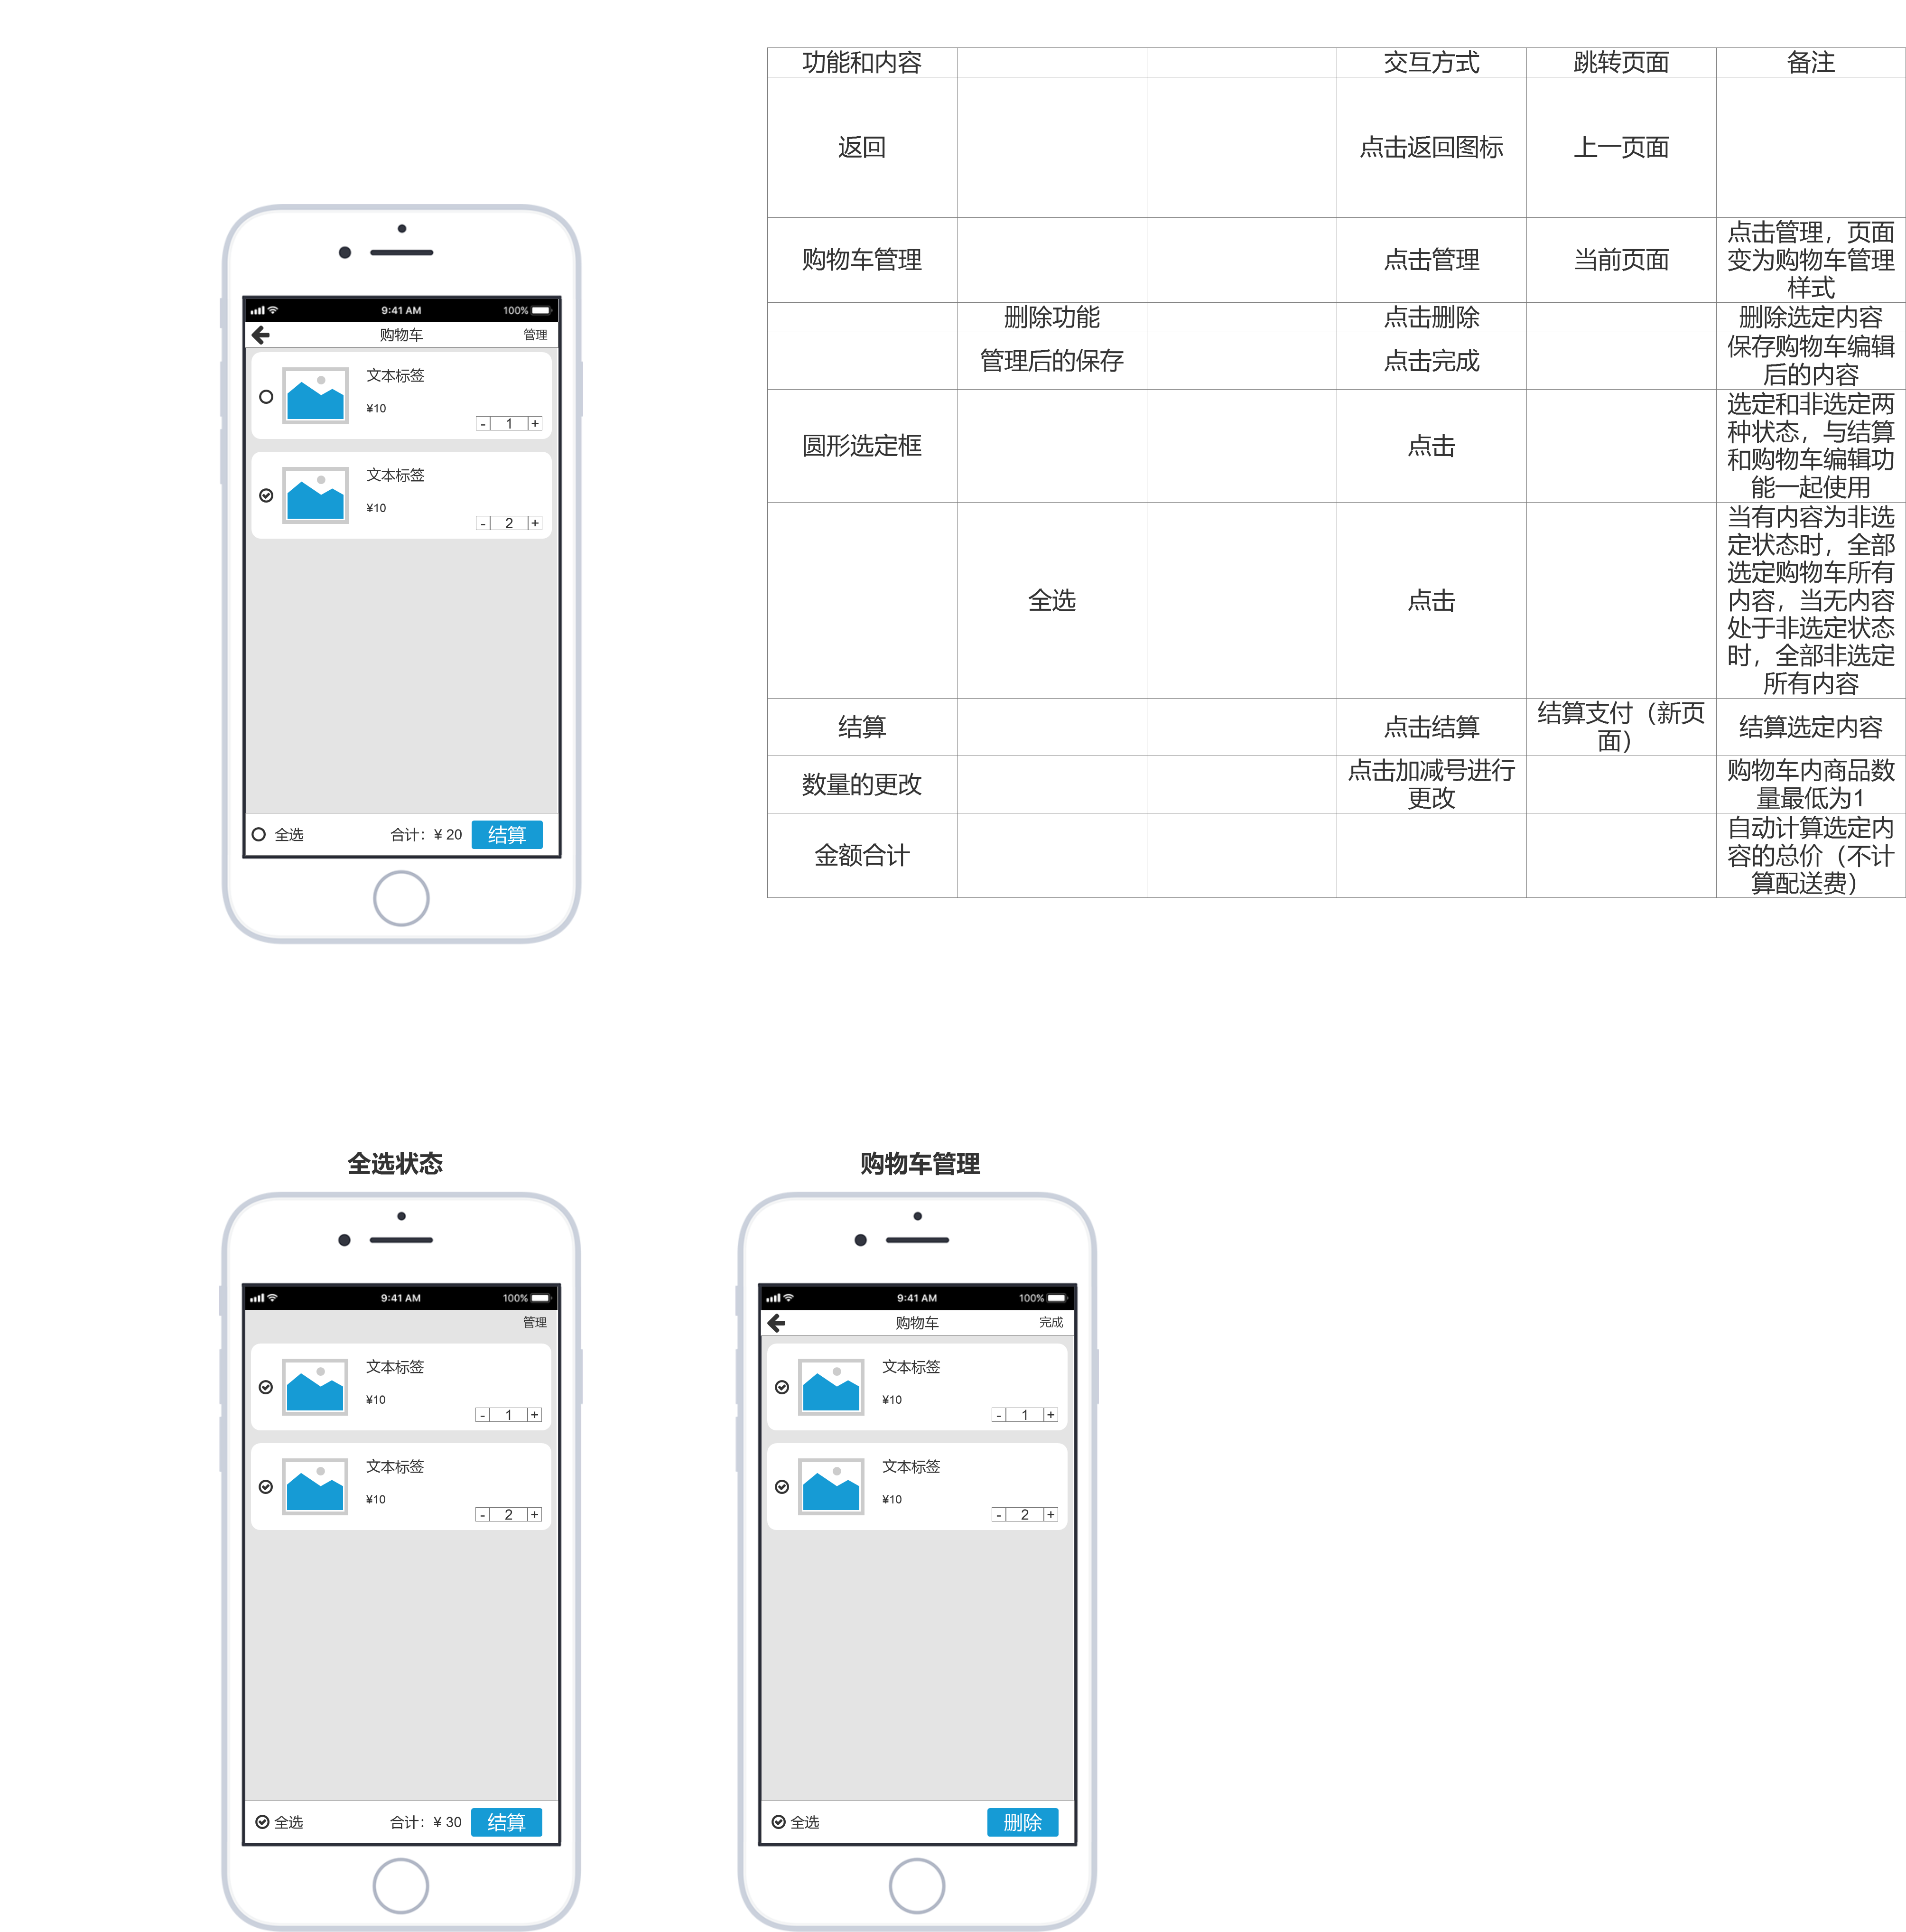 功能和内容 交互方式 跳转页面 备注
返回 点击返回图标 上一页面
购物车管理 点击管理 当前页面 点击管理，页面
变为购物车管理
样式
删除功能 点击删除 删除选定内容
管理后的保存 点击完成 保存购物车编辑
后的内容
圆形选定框 点击 选定和非选定两
种状态，与结算
和购物车编辑功
能一起使用
全选 点击 当有内容为非选
定状态时，全部
选定购物车所有
内容，当无内容
处于非选定状态
时，全部非选定
所有内容
结算 点击结算 结算支付（新页
面） 结算选定内容
数量的更改 点击加减号进行
更改 购物车内商品数
量最低为1
金额合计 自动计算选定内
容的总价（不计
算配送费）
9:41 AM 100%
购物车 管理
文本标签
¥10
- 1 +
文本标签
¥10
- 2 +
全选 合计：¥ 20 结算
全选状态
9:41 AM 100%
管理
文本标签
¥10
- 1 +
文本标签
¥10
- 2 +
全选 合计：¥ 30 结算
购物车管理
9:41 AM 100%
购物车 完成
文本标签
¥10
- 1 +
文本标签
¥10
- 2 +
全选 删除